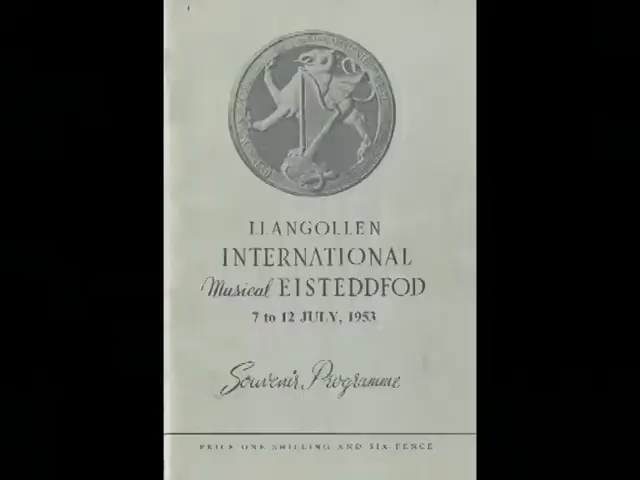 LLANGOLLEN
INTERNATIONAL
Musical EISTEDDFOD
7 to 12 JULY, 1953
Souvenir Programme
PRICE ONE SHILLING AND SIX PENCE